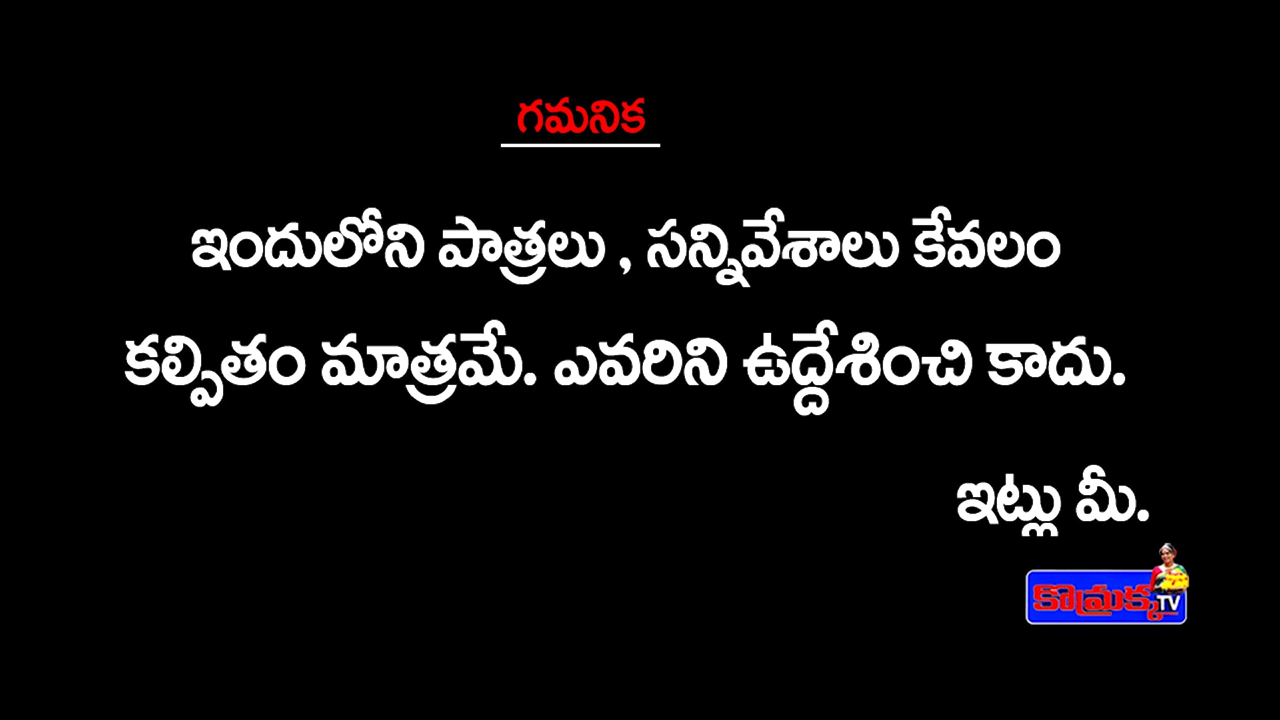 గమనిక
ఇందులోని పాత్రలు , సన్నివేశాలు కేవలం
కల్పితం మాత్రమే. ఎవరిని ఉద్దేశించి కాదు.
ఇట్లు మీ.
కొమ్రక్క TV